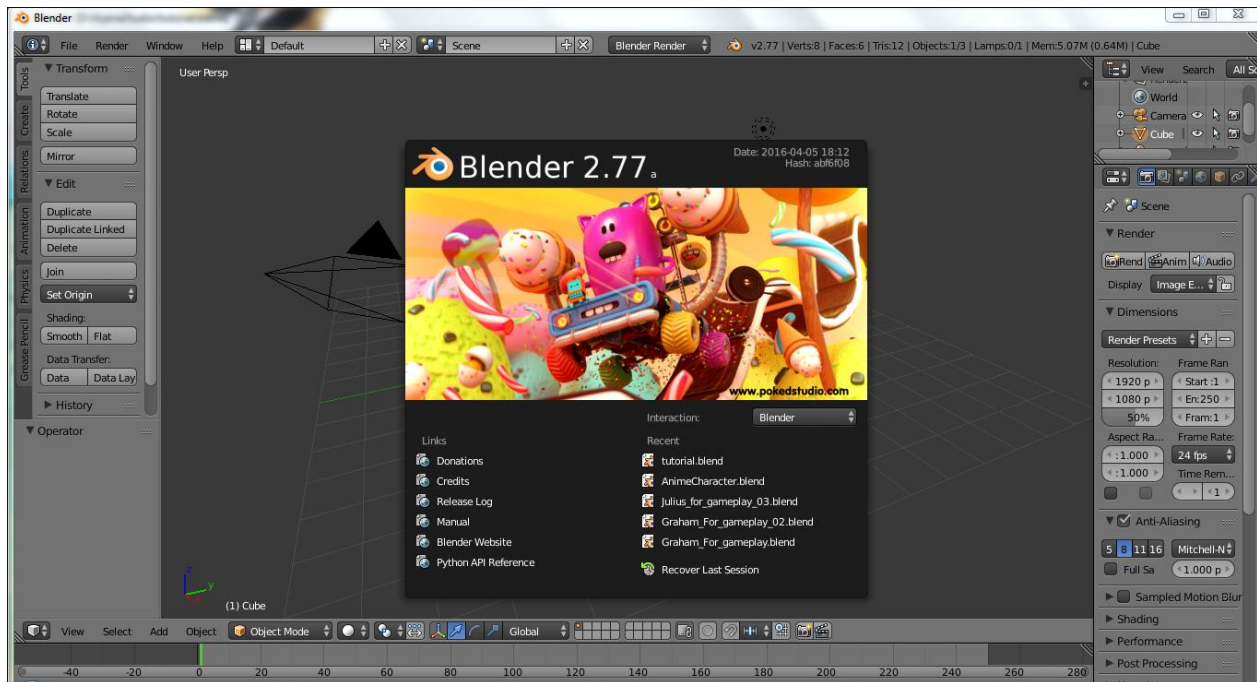 Blender
File Render Window Help Default Scene Blender Render v2.77 | Verts:8 | Faces:6 | Tris:12 | Objects:1/3 | Lamps:0/1 | Mem:5.07M (0.64M) | Cube
Tools
Create
Relations
Animation
Physics
Grease Pencil
Transform
Translate
Rotate
Scale
Mirror
Edit
Duplicate
Duplicate Linked
Delete
Join
Set Origin
Shading:
Smooth Flat
Data Transfer:
Data Data Lay
History
Operator
User Persp
Blender 2.77 a
Date: 2016-04-05 18:12
Hash: abf6f08
www.pokedstudio.com
Interaction: Blender
Links
Donations
Credits
Release Log
Manual
Blender Website
Python API Reference
Recent
tutorial.blend
AnimeCharacter.blend
Julius_for_gameplay_03.blend
Graham_For_gameplay_02.blend
Graham_For_gameplay.blend
Recover Last Session
z
y
(1) Cube
View Select Add Object Object Mode Global
-40 -20 0 20 40 60 80 100 120 140 160 180 200 220 240 260 280
View Search All Sc
World
Camera
Cube
Scene
Render
Rend Anim Audio
Display Image E...
Dimensions
Render Presets
Resolution: Frame Ran
1920 p Start :1
1080 p En:250
50% Fram:1
Aspect Ra... Frame Rate:
:1.000 24 fps
:1.000 Time Rem...
1
Anti-Aliasing
5 8 11 16 Mitchell-N
Full Sa 1.000 p
Sampled Motion Blur
Shading
Performance
Post Processing